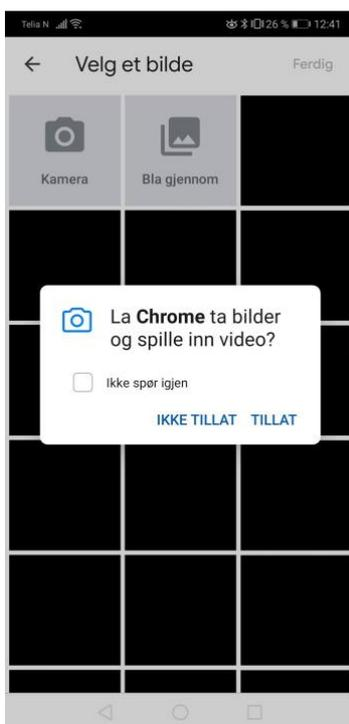 Telia N 26 % 12:41
Velg et bilde Ferdig
Kamera Bla gjennom
La Chrome ta bilder
og spille inn video?
Ikke spør igjen
IKKE TILLAT TILLAT